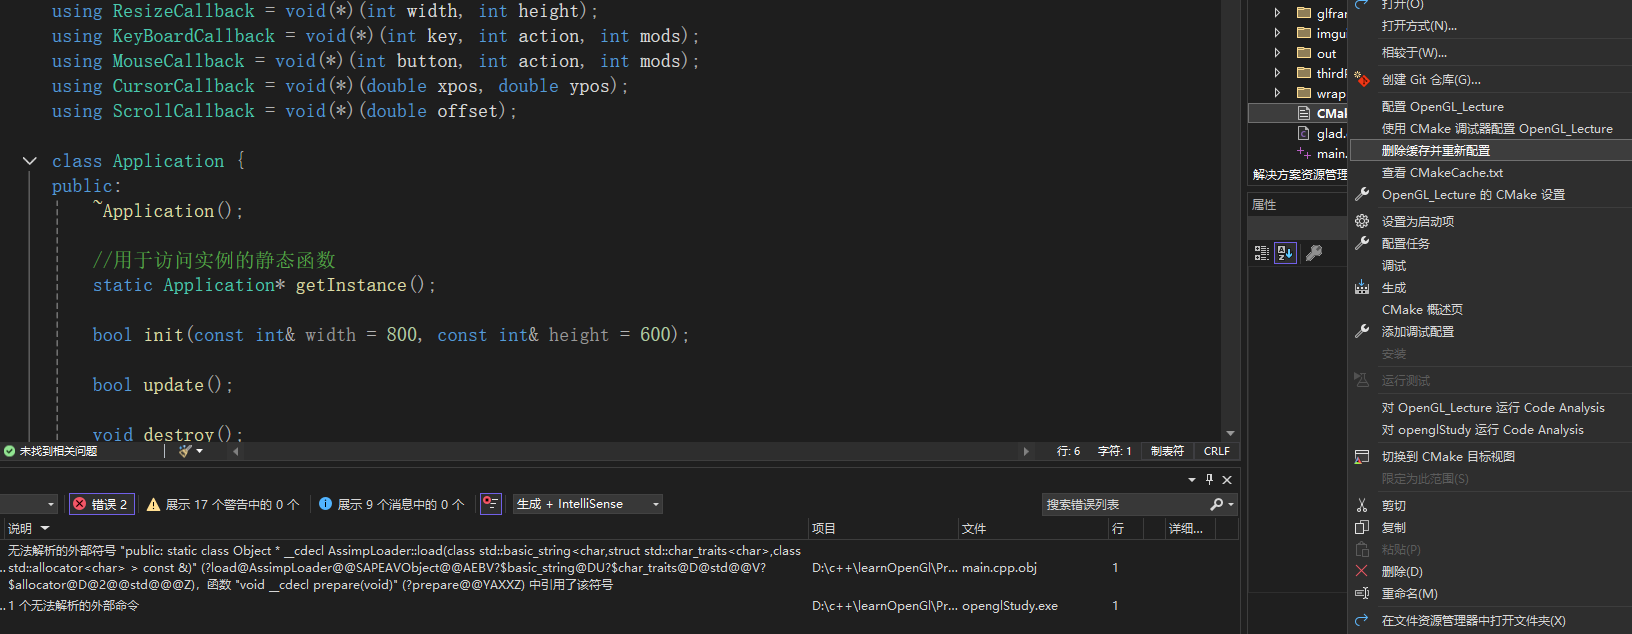 using ResizeCallback = void(*)(int width, int height);
using KeyBoardCallback = void(*)(int key, int action, int mods);
using MouseCallback = void(*)(int button, int action, int mods);
using CursorCallback = void(*)(double xpos, double ypos);
using ScrollCallback = void(*)(double offset);
class Application {
public:
~Application();
//用于访问实例的静态函数
static Application* getInstance();
bool init(const int& width = 800, const int& height = 600);
bool update();
void destroy();
未找到相关问题
行: 6 字符: 1 制表符 CRLF
错误 2 展示 17 个警告中的 0 个 展示 9 个消息中的 0 个 生成 + IntelliSense 搜索错误列表
说明 项目 文件 行 详细...
无法解析的外部符号 "public: static class Object * __cdecl AssimpLoader::load(class std::basic_string<char,struct std::char_traits<char>,class
std::allocator<char> > const &)" (?load@AssimpLoader@@SAPEAVObject@@AEBV?$basic_string@DU?$char_traits@D@std@@V?
$allocator@D@2@@std@@@Z)，函数 "void __cdecl prepare(void)" (?prepare@@YAXXZ) 中引用了该符号
D:\c++\learnOpenGl\Pr... main.cpp.obj 1
1 个无法解析的外部命令 D:\c++\learnOpenGl\Pr... openglStudy.exe 1
glfran
imgui
out
thirdP
wrap
CMak
glad.
main.
解决方案资源管理
属性
打开(O)
打开方式(N)...
相较于(W)...
创建 Git 仓库(G)...
配置 OpenGL_Lecture
使用 CMake 调试器配置 OpenGL_Lecture
删除缓存并重新配置
查看 CMakeCache.txt
OpenGL_Lecture 的 CMake 设置
设置为启动项
配置任务
调试
生成
CMake 概述页
添加调试配置
安装
运行测试
对 OpenGL_Lecture 运行 Code Analysis
对 openglStudy 运行 Code Analysis
切换到 CMake 目标视图
限定为此范围(S)
剪切
复制
粘贴(P)
删除(D)
重命名(M)
在文件资源管理器中打开文件夹(X)